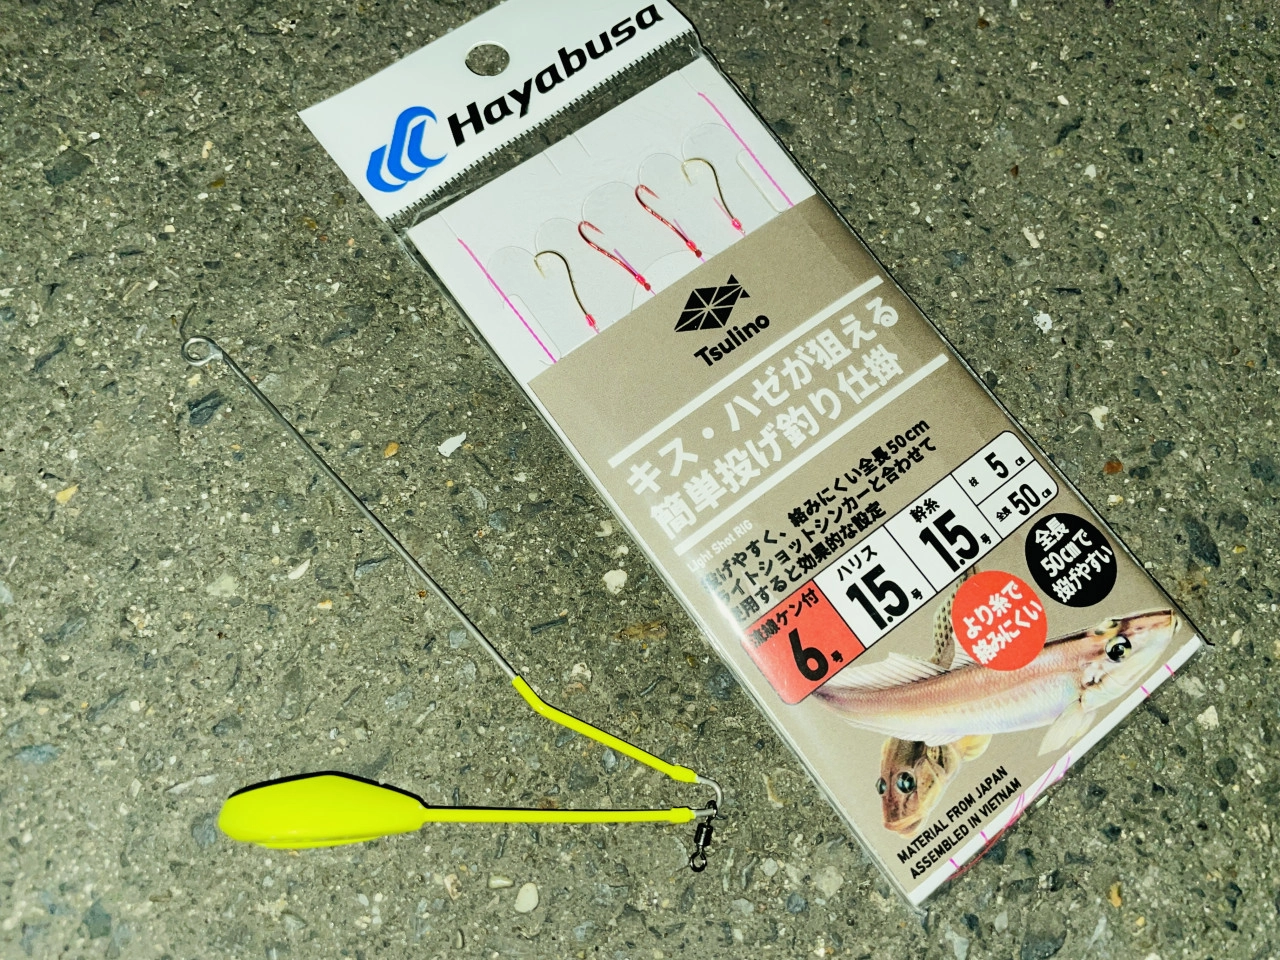 Hayabusa
Tsulino
キス・ハゼが狙える
簡単投げ釣り仕掛
Light Shot RiG
投げやすく、絡みにくい全長50cm
ライトショットシンカーと合わせて
使用すると効果的な設定
流線ケン付
6号
ハリス
1.5号
幹糸
1.5号
枝 5cm
全長 50cm
全長
50cmで
投げやすい
より糸で
絡みにくい
MATERIAL FROM JAPAN
ASSEMBLED IN VIETNAM